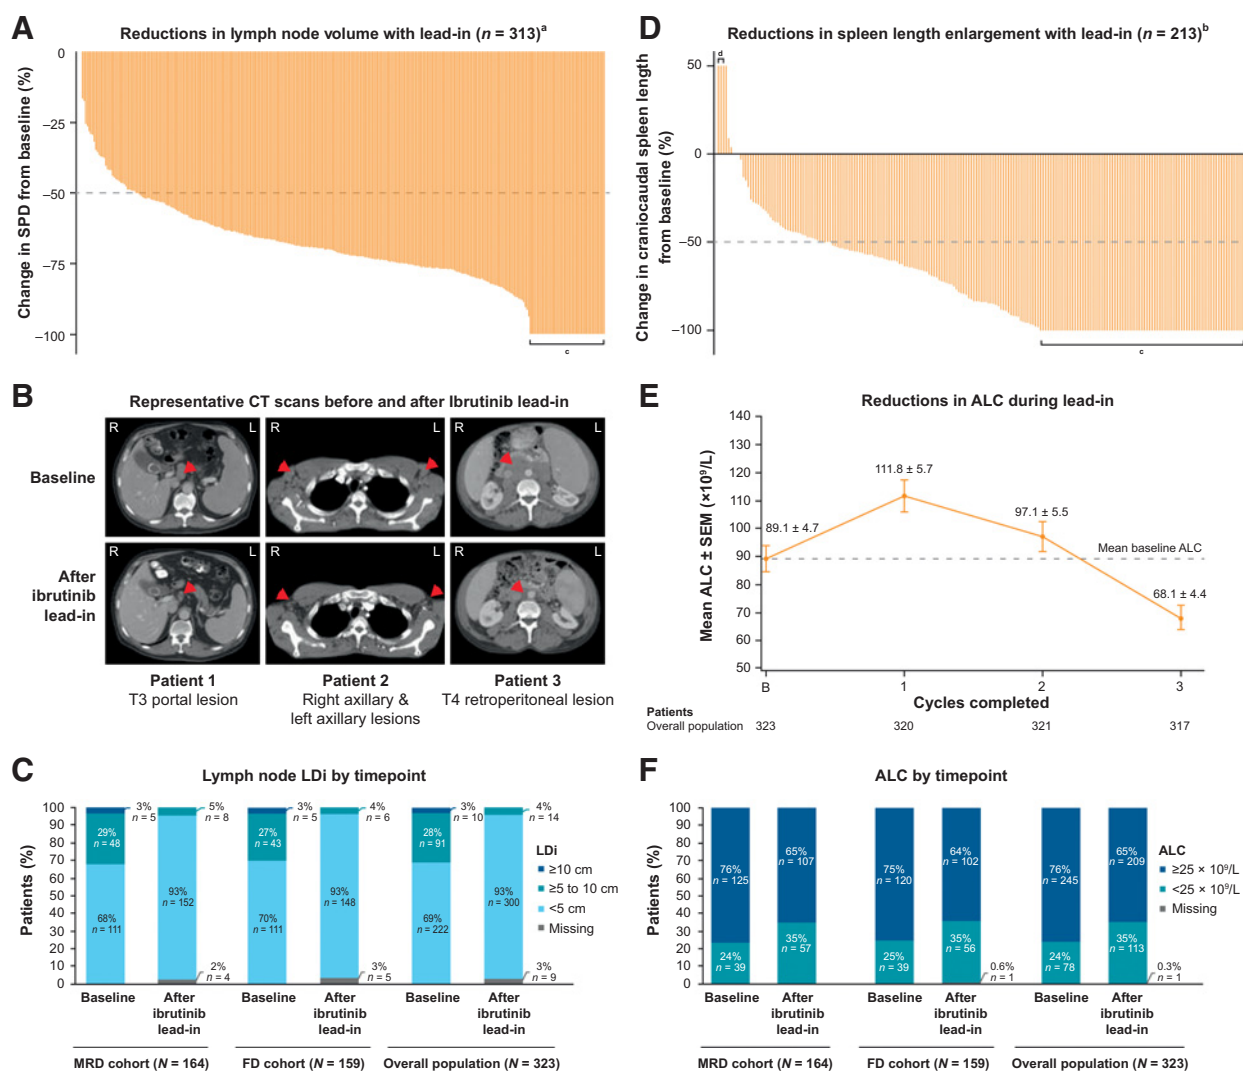 A
Reductions in lymph node volume with lead-in (n = 313)a
Change in SPD from baseline (%)
0
–25
–50
–75
–100
c
D
Reductions in spleen length enlargement with lead-in (n = 213)b
Change in craniocaudal spleen length
from baseline (%)
d
50
0
–50
–100
c
B
Representative CT scans before and after Ibrutinib lead-in
Baseline
R L
R L
R L
After
ibrutinib
lead-in
R L
R L
R L
Patient 1
T3 portal lesion
Patient 2
Right axillary &
left axillary lesions
Patient 3
T4 retroperitoneal lesion
E
Reductions in ALC during lead-in
Mean ALC ± SEM (×10⁹/L)
140
130
120
110
100
90
80
70
60
50
89.1 ± 4.7
111.8 ± 5.7
97.1 ± 5.5
Mean baseline ALC
68.1 ± 4.4
B 1 2 3
Cycles completed
Patients
Overall population 323 320 321 317
C
Lymph node LDi by timepoint
Patients (%)
100
90
80
70
60
50
40
30
20
10
0
3%
n = 5
29%
n = 48
68%
n = 111
5%
n = 8
93%
n = 152
2%
n = 4
3%
n = 5
27%
n = 43
70%
n = 111
4%
n = 6
93%
n = 148
3%
n = 5
3%
n = 10
28%
n = 91
69%
n = 222
4%
n = 14
93%
n = 300
3%
n = 9
LDi
≥10 cm
≥5 to 10 cm
<5 cm
Missing
Baseline
After
ibrutinib
lead-in
Baseline
After
ibrutinib
lead-in
Baseline
After
ibrutinib
lead-in
MRD cohort (N = 164)
FD cohort (N = 159)
Overall population (N = 323)
F
ALC by timepoint
Patients (%)
100
90
80
70
60
50
40
30
20
10
0
76%
n = 125
24%
n = 39
65%
n = 107
35%
n = 57
75%
n = 120
25%
n = 39
64%
n = 102
35%
n = 56
0.6%
n = 1
76%
n = 245
24%
n = 78
65%
n = 209
35%
n = 113
0.3%
n = 1
ALC
≥25 × 10⁹/L
<25 × 10⁹/L
Missing
Baseline
After
ibrutinib
lead-in
Baseline
After
ibrutinib
lead-in
Baseline
After
ibrutinib
lead-in
MRD cohort (N = 164)
FD cohort (N = 159)
Overall population (N = 323)